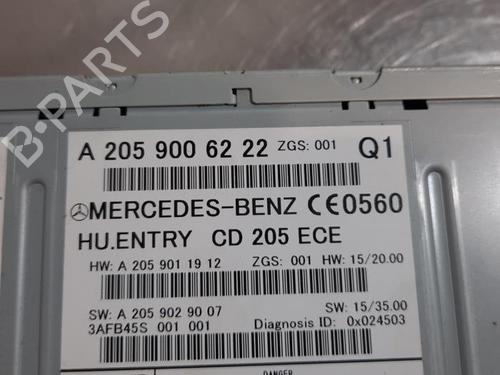 B-PARTS
A 205 900 6222 ZGS: 001 Q1
MERCEDES-BENZ CE0560
HU.ENTRY CD 205 ECE
HW: A 205 901 19 12 ZGS: 001 HW: 15/20.00
SW: A 205 902 90 07 SW: 15/35.00
3AFB45S 001 001 Diagnosis ID: 0x024503
DANGER